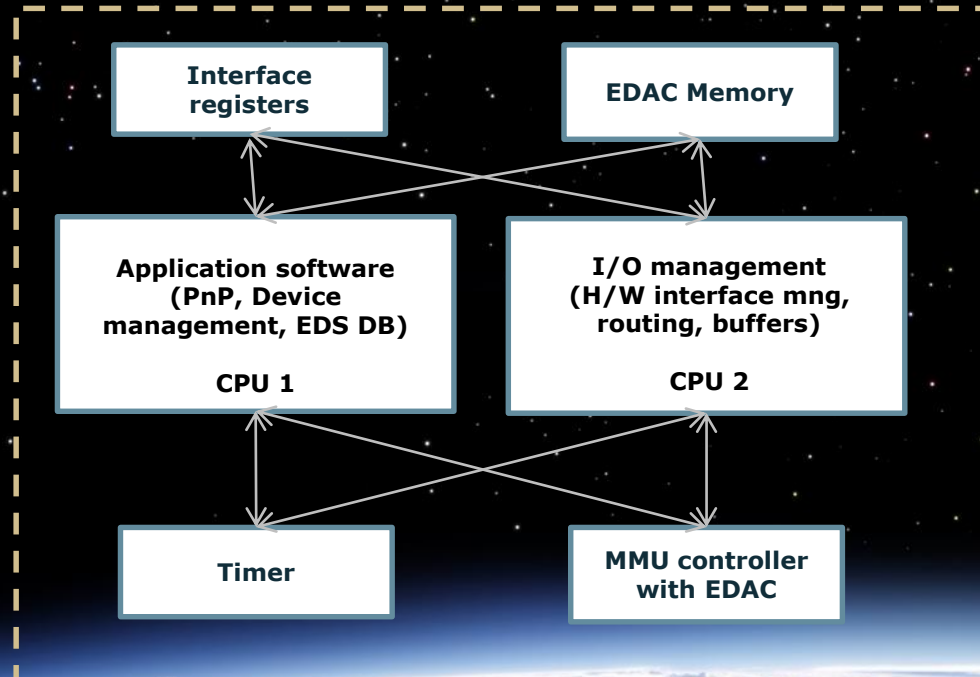 Interface
registers
EDAC Memory
Application software
(PnP, Device
management, EDS DB)
CPU 1
I/O management
(H/W interface mng,
routing, buffers)
CPU 2
Timer
MMU controller
with EDAC